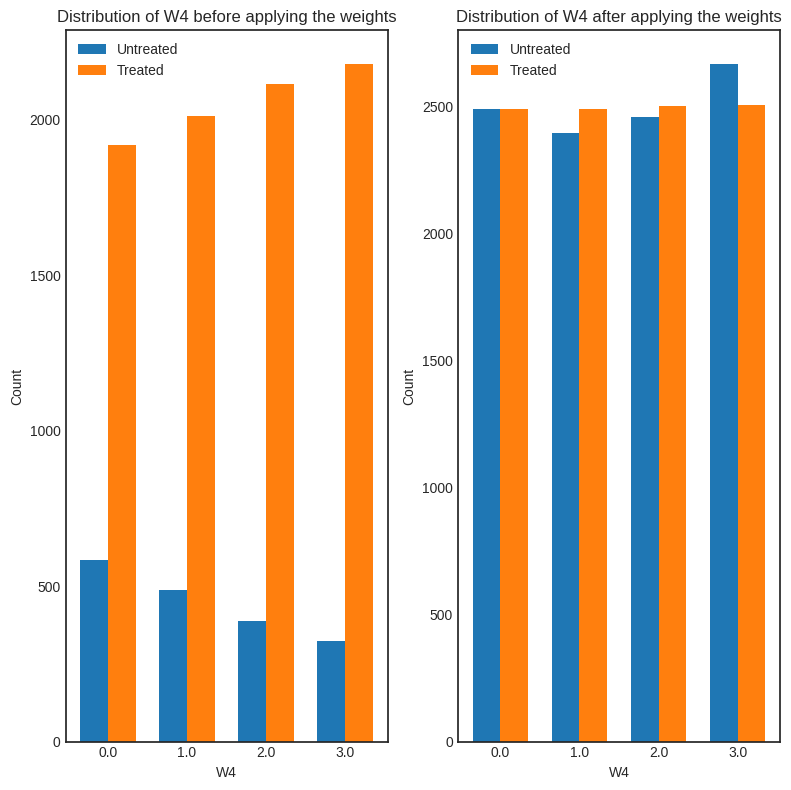 Distribution of W4 before applying the weights
Untreated
Treated
2000
1500
1000
500
0
Count
0.0 1.0 2.0 3.0
W4
Distribution of W4 after applying the weights
Untreated
Treated
2500
2000
1500
1000
500
0
Count
0.0 1.0 2.0 3.0
W4